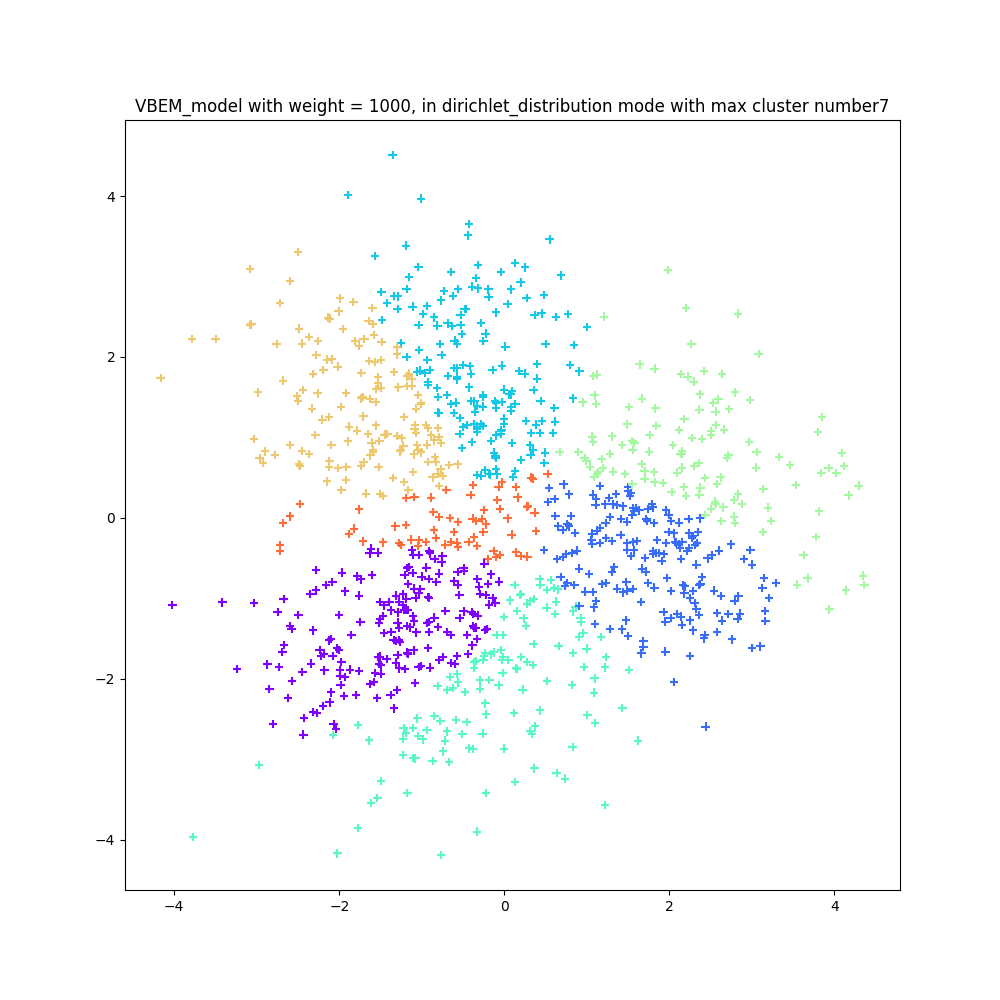 VBEM_model with weight = 1000, in dirichlet_distribution mode with max cluster number7
4
2
0
−2
−4
−4 −2 0 2 4